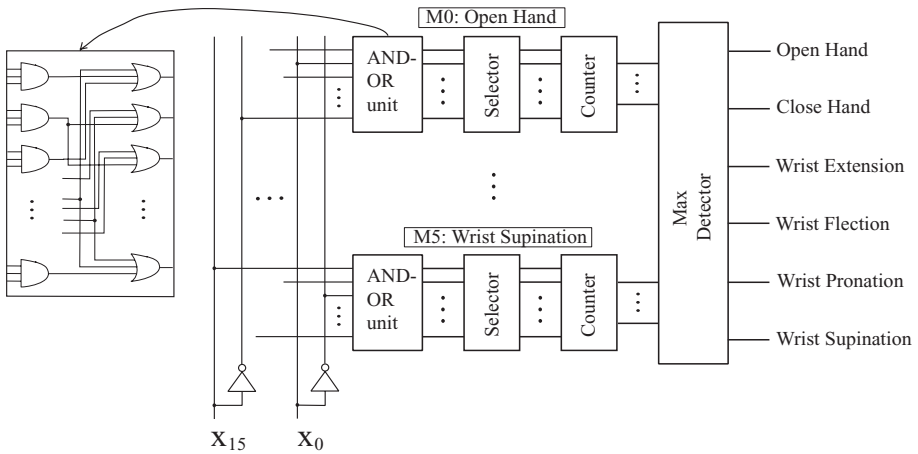 M0: Open Hand
AND-
OR
unit
Selector
Counter
Max
Detector
Open Hand
Close Hand
Wrist Extension
Wrist Flection
Wrist Pronation
Wrist Supination
M5: Wrist Supination
AND-
OR
unit
Selector
Counter
X15
X0